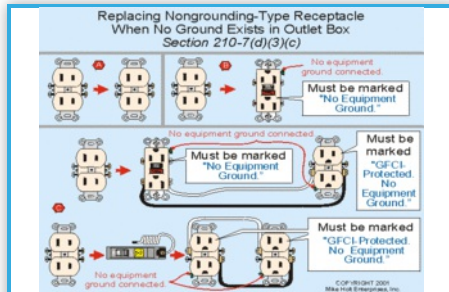 Replacing Nongrounding-Type Receptacle
When No Ground Exists in Outlet Box
Section 210-7(d)(3)(c)
A
B
No equipment
ground connected.
Must be marked
"No Equipment
Ground."
No equipment ground connected.
Must be marked
"No Equipment
Ground."
Must be
marked
"GFCI-
Protected.
No
Equipment
Ground."
C
Must be marked
"GFCI-Protected.
No Equipment
Ground."
No equipment
ground connected.
COPYRIGHT 2001
Mike Holt Enterprises, Inc.